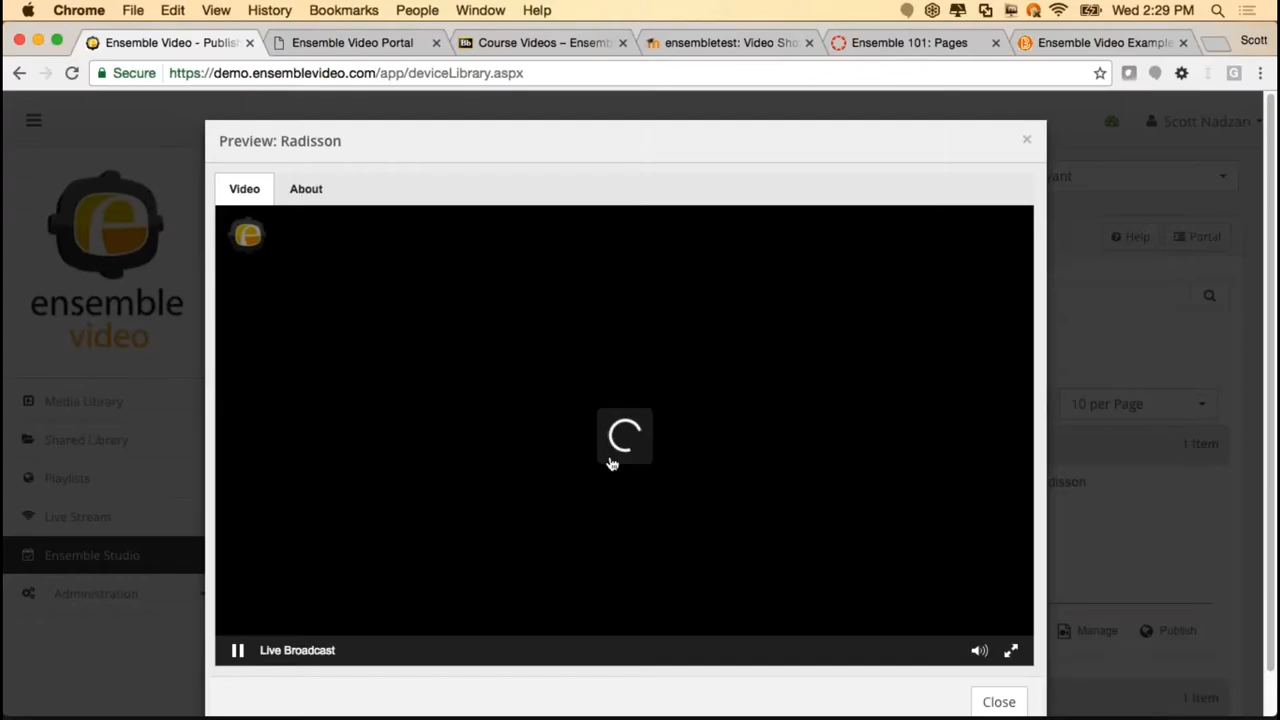 Chrome File Edit View History Bookmarks People Window Help Wed 2:29 PM
Ensemble Video - Publis Ensemble Video Portal Course Videos – Ensemb ensembletest: Video Sho Ensemble 101: Pages Ensemble Video Example Scott
Secure https://demo.ensemblevideo.com/app/deviceLibrary.aspx
Preview: Radisson
Scott Nadzan
Video About
Help Portal
ensemble
video
Media Library
10 per Page
Shared Library
1 Item
Playlists
Live Stream
Ensemble Studio
Administration
Manage Publish
Live Broadcast
Close
1 Item